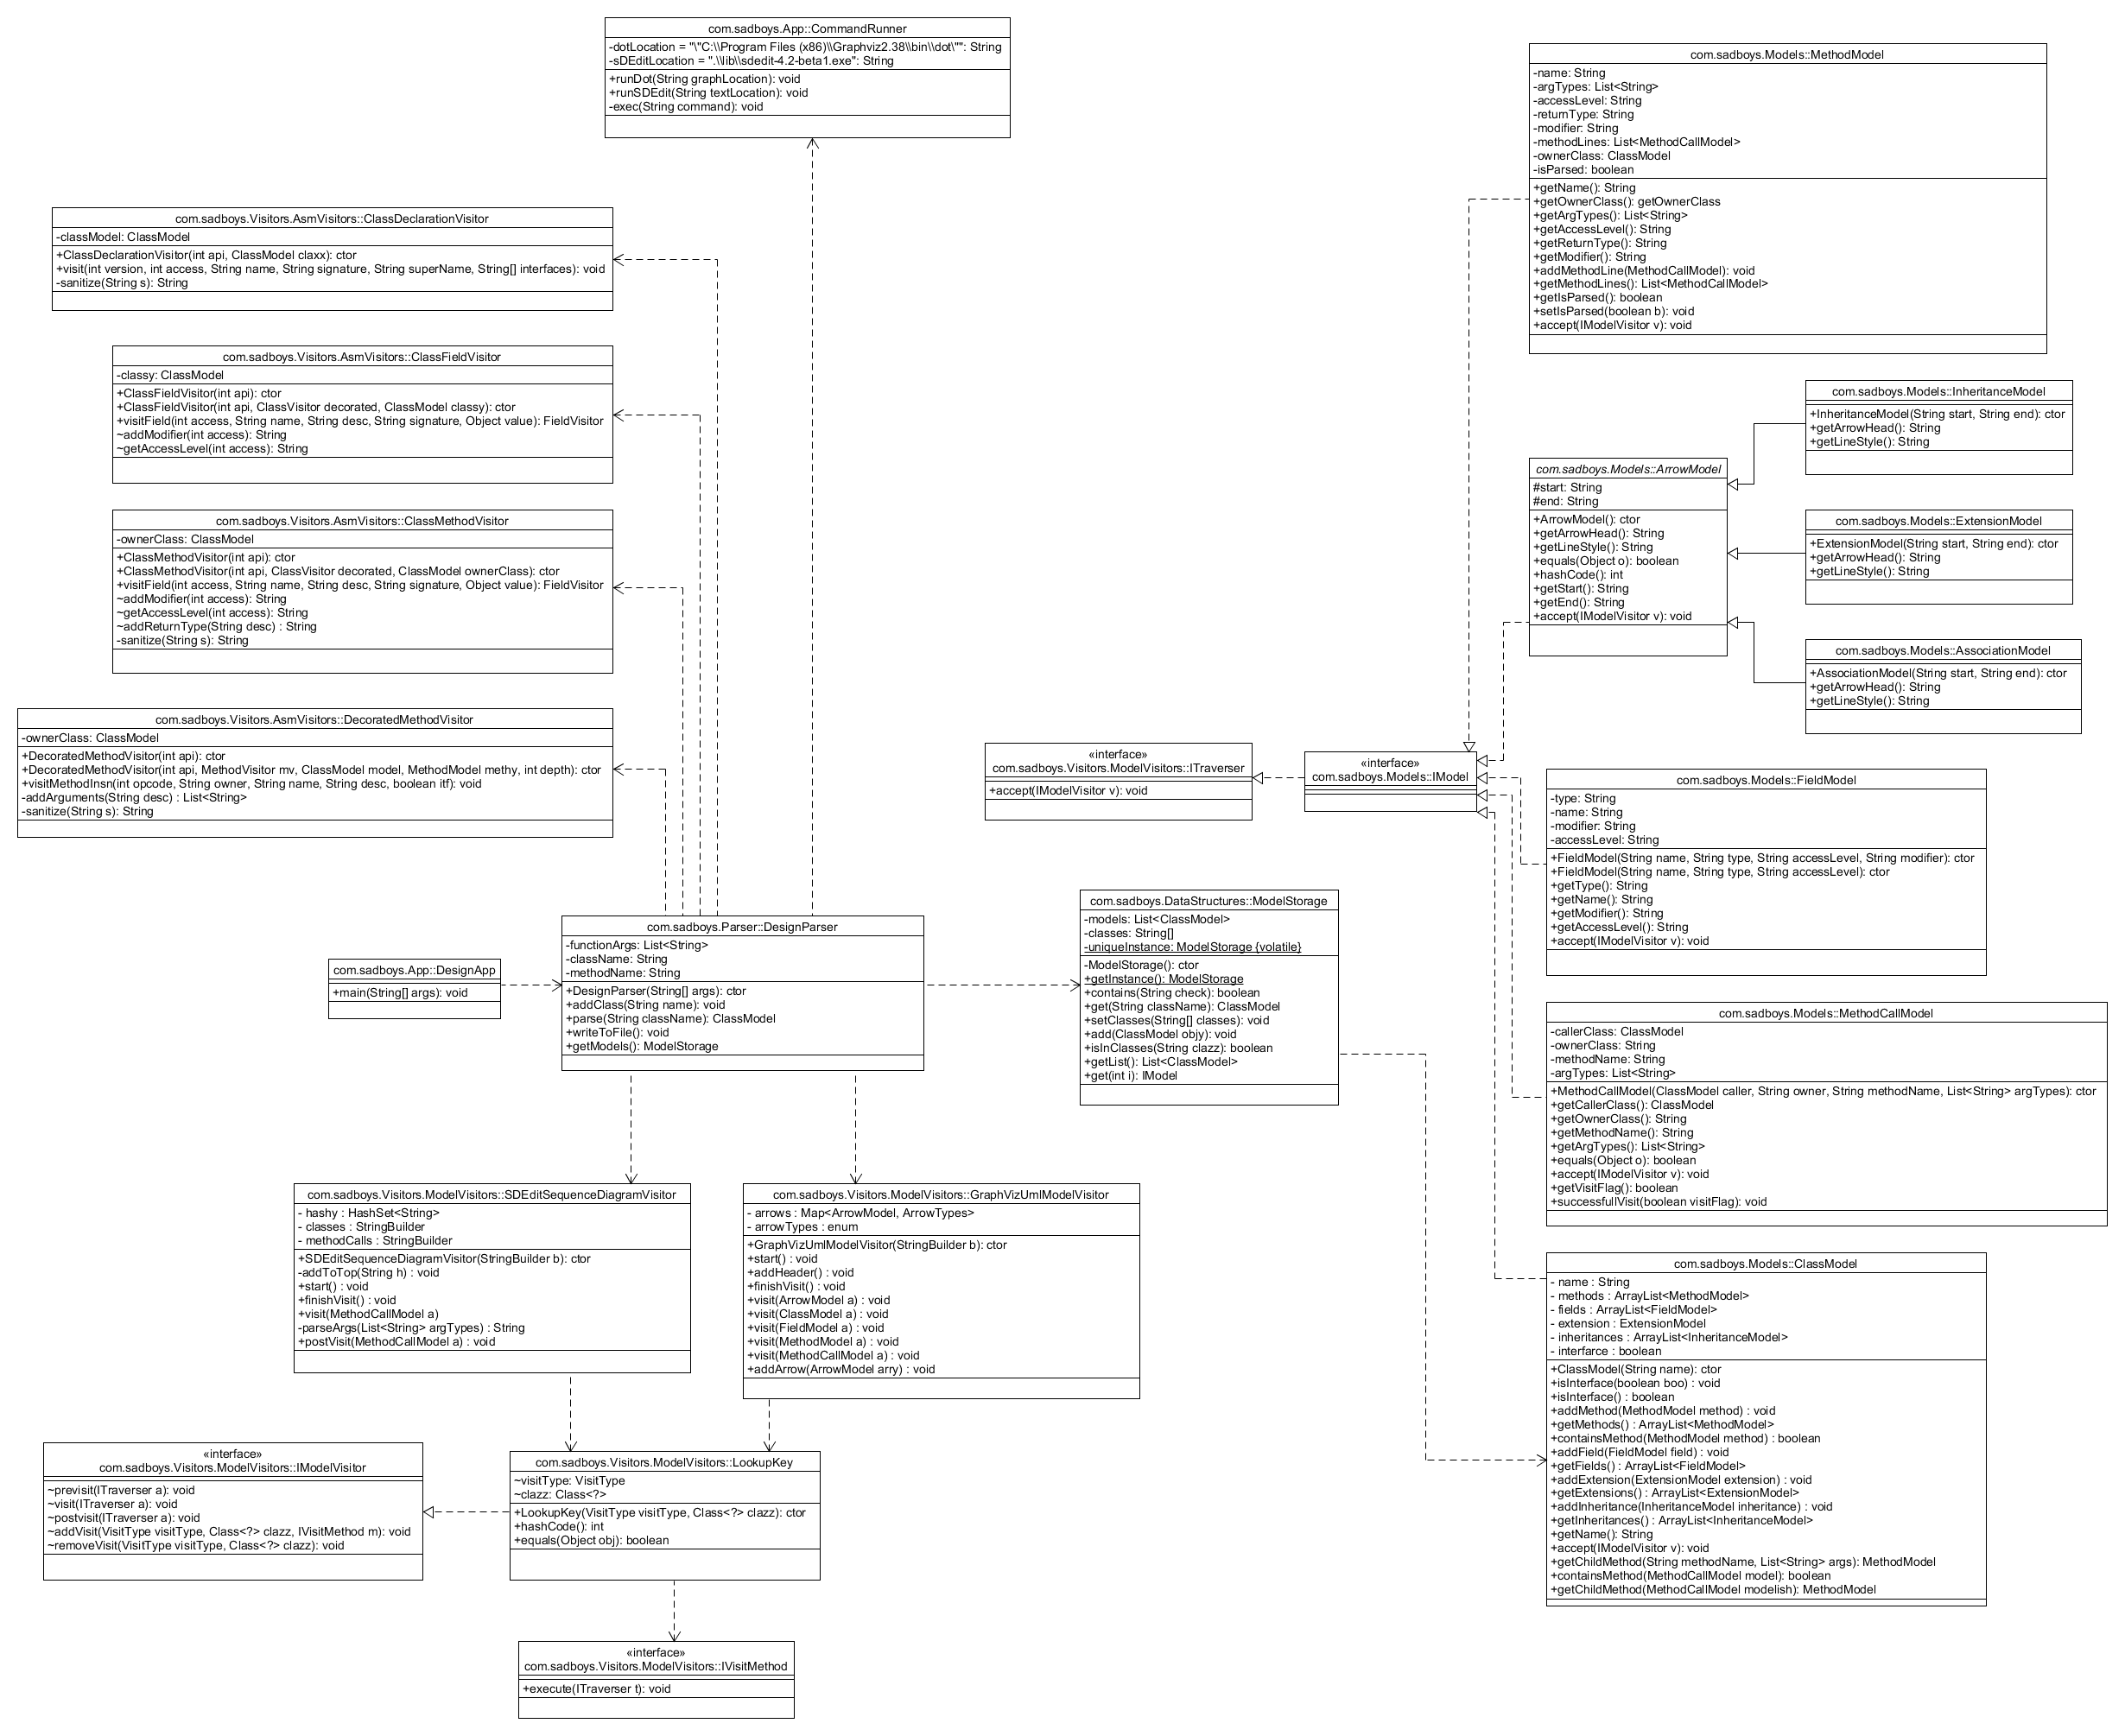 com.sadboys.App::CommandRunner
-dotLocation = "\"C:\\Program Files (x86)\\Graphviz2.38\\bin\\dot\"": String
-sDEditLocation = ".\\lib\\sdedit-4.2-beta1.exe": String
+runDot(String graphLocation): void
+runSDEdit(String textLocation): void
-exec(String command): void
com.sadboys.Visitors.AsmVisitors::ClassDeclarationVisitor
-classModel: ClassModel
+ClassDeclarationVisitor(int api, ClassModel claxx): ctor
+visit(int version, int access, String name, String signature, String superName, String[] interfaces): void
-sanitize(String s): String
com.sadboys.Visitors.AsmVisitors::ClassFieldVisitor
-classy: ClassModel
+ClassFieldVisitor(int api): ctor
+ClassFieldVisitor(int api, ClassVisitor decorated, ClassModel classy): ctor
+visitField(int access, String name, String desc, String signature, Object value): FieldVisitor
~addModifier(int access): String
~getAccessLevel(int access): String
com.sadboys.Visitors.AsmVisitors::ClassMethodVisitor
-ownerClass: ClassModel
+ClassMethodVisitor(int api): ctor
+ClassMethodVisitor(int api, ClassVisitor decorated, ClassModel ownerClass): ctor
+visitField(int access, String name, String desc, String signature, Object value): FieldVisitor
~addModifier(int access): String
~getAccessLevel(int access): String
~addReturnType(String desc) : String
-sanitize(String s): String
com.sadboys.Visitors.AsmVisitors::DecoratedMethodVisitor
-ownerClass: ClassModel
+DecoratedMethodVisitor(int api): ctor
+DecoratedMethodVisitor(int api, MethodVisitor mv, ClassModel model, MethodModel methy, int depth): ctor
+visitMethodInsn(int opcode, String owner, String name, String desc, boolean itf): void
-addArguments(String desc) : List<String>
-sanitize(String s): String
com.sadboys.App::DesignApp
+main(String[] args): void
com.sadboys.Parser::DesignParser
-functionArgs: List<String>
-className: String
-methodName: String
+DesignParser(String[] args): ctor
+addClass(String name): void
+parse(String className): ClassModel
+writeToFile(): void
+getModels(): ModelStorage
com.sadboys.DataStructures::ModelStorage
-models: List<ClassModel>
-classes: String[]
-uniqueInstance: ModelStorage {volatile}
-ModelStorage(): ctor
+getInstance(): ModelStorage
+contains(String check): boolean
+get(String className): ClassModel
+setClasses(String[] classes): void
+add(ClassModel objy): void
+isInClasses(String clazz): boolean
+getList(): List<ClassModel>
+get(int i): IModel
com.sadboys.Visitors.ModelVisitors::SDEditSequenceDiagramVisitor
- hashy : HashSet<String>
- classes : StringBuilder
- methodCalls : StringBuilder
+SDEditSequenceDiagramVisitor(StringBuilder b): ctor
-addToTop(String h) : void
+start() : void
+finishVisit() : void
+visit(MethodCallModel a)
-parseArgs(List<String> argTypes) : String
+postVisit(MethodCallModel a) : void
com.sadboys.Visitors.ModelVisitors::GraphVizUmlModelVisitor
- arrows : Map<ArrowModel, ArrowTypes>
- arrowTypes : enum
+GraphVizUmlModelVisitor(StringBuilder b): ctor
+start() : void
+addHeader() : void
+finishVisit() : void
+visit(ArrowModel a) : void
+visit(ClassModel a) : void
+visit(FieldModel a) : void
+visit(MethodModel a) : void
+visit(MethodCallModel a) : void
+addArrow(ArrowModel arry) : void
«interface»
com.sadboys.Visitors.ModelVisitors::IModelVisitor
~previsit(ITraverser a): void
~visit(ITraverser a): void
~postvisit(ITraverser a): void
~addVisit(VisitType visitType, Class<?> clazz, IVisitMethod m): void
~removeVisit(VisitType visitType, Class<?> clazz): void
com.sadboys.Visitors.ModelVisitors::LookupKey
~visitType: VisitType
~clazz: Class<?>
+LookupKey(VisitType visitType, Class<?> clazz): ctor
+hashCode(): int
+equals(Object obj): boolean
«interface»
com.sadboys.Visitors.ModelVisitors::IVisitMethod
+execute(ITraverser t): void
«interface»
com.sadboys.Visitors.ModelVisitors::ITraverser
+accept(IModelVisitor v): void
«interface»
com.sadboys.Models::IModel
com.sadboys.Models::MethodModel
-name: String
-argTypes: List<String>
-accessLevel: String
-returnType: String
-modifier: String
-methodLines: List<MethodCallModel>
-ownerClass: ClassModel
-isParsed: boolean
+getName(): String
+getOwnerClass(): getOwnerClass
+getArgTypes(): List<String>
+getAccessLevel(): String
+getReturnType(): String
+getModifier(): String
+addMethodLine(MethodCallModel): void
+getMethodLines(): List<MethodCallModel>
+getIsParsed(): boolean
+setIsParsed(boolean b): void
+accept(IModelVisitor v): void
com.sadboys.Models::ArrowModel
#start: String
#end: String
+ArrowModel(): ctor
+getArrowHead(): String
+getLineStyle(): String
+equals(Object o): boolean
+hashCode(): int
+getStart(): String
+getEnd(): String
+accept(IModelVisitor v): void
com.sadboys.Models::InheritanceModel
+InheritanceModel(String start, String end): ctor
+getArrowHead(): String
+getLineStyle(): String
com.sadboys.Models::ExtensionModel
+ExtensionModel(String start, String end): ctor
+getArrowHead(): String
+getLineStyle(): String
com.sadboys.Models::AssociationModel
+AssociationModel(String start, String end): ctor
+getArrowHead(): String
+getLineStyle(): String
com.sadboys.Models::FieldModel
-type: String
-name: String
-modifier: String
-accessLevel: String
+FieldModel(String name, String type, String accessLevel, String modifier): ctor
+FieldModel(String name, String type, String accessLevel): ctor
+getType(): String
+getName(): String
+getModifier(): String
+getAccessLevel(): String
+accept(IModelVisitor v): void
com.sadboys.Models::MethodCallModel
-callerClass: ClassModel
-ownerClass: String
-methodName: String
-argTypes: List<String>
+MethodCallModel(ClassModel caller, String owner, String methodName, List<String> argTypes): ctor
+getCallerClass(): ClassModel
+getOwnerClass(): String
+getMethodName(): String
+getArgTypes(): List<String>
+equals(Object o): boolean
+accept(IModelVisitor v): void
+getVisitFlag(): boolean
+successfullVisit(boolean visitFlag): void
com.sadboys.Models::ClassModel
- name : String
- methods : ArrayList<MethodModel>
- fields : ArrayList<FieldModel>
- extension : ExtensionModel
- inheritances : ArrayList<InheritanceModel>
- interfarce : boolean
+ClassModel(String name): ctor
+isInterface(boolean boo) : void
+isInterface() : boolean
+addMethod(MethodModel method) : void
+getMethods() : ArrayList<MethodModel>
+containsMethod(MethodModel method) : boolean
+addField(FieldModel field) : void
+getFields() : ArrayList<FieldModel>
+addExtension(ExtensionModel extension) : void
+getExtensions() : ArrayList<ExtensionModel>
+addInheritance(InheritanceModel inheritance) : void
+getInheritances() : ArrayList<InheritanceModel>
+getName(): String
+accept(IModelVisitor v): void
+getChildMethod(String methodName, List<String> args): MethodModel
+containsMethod(MethodCallModel model): boolean
+getChildMethod(MethodCallModel modelish): MethodModel